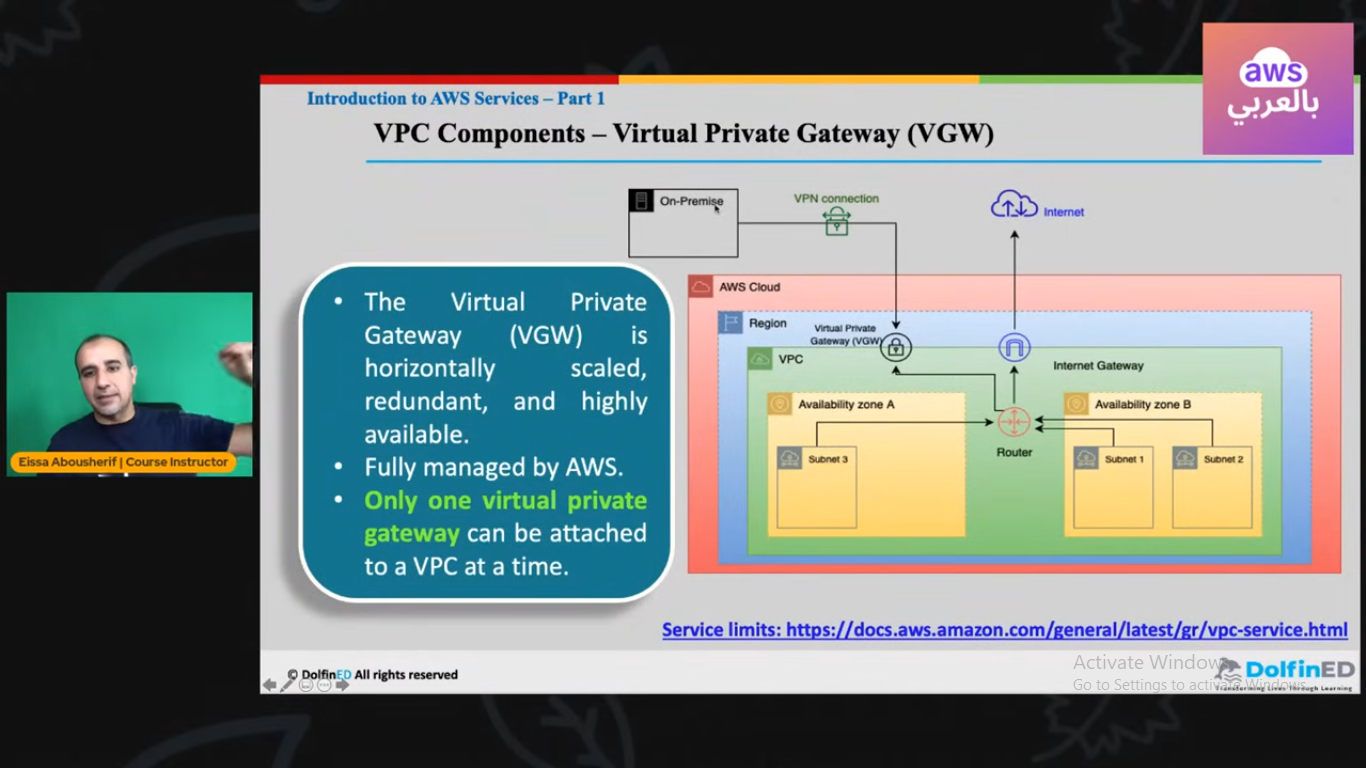 aws
بالعربي
Introduction to AWS Services – Part 1
VPC Components – Virtual Private Gateway (VGW)
On-Premise
VPN connection
Internet
• The Virtual Private
Gateway (VGW) is
horizontally scaled,
redundant, and highly
available.
• Fully managed by AWS.
• Only one virtual private
gateway can be attached
to a VPC at a time.
AWS Cloud
Region
Virtual Private
Gateway (VGW)
VPC
Internet Gateway
Availability zone A
Availability zone B
Router
Subnet 3
Subnet 1
Subnet 2
Eissa Abousherif | Course Instructor
Service limits: https://docs.aws.amazon.com/general/latest/gr/vpc-service.html
© DolfinED All rights reserved
Activate Windows
Go to Settings to activate Windows.
DolfinED
Transforming Lives Through Learning